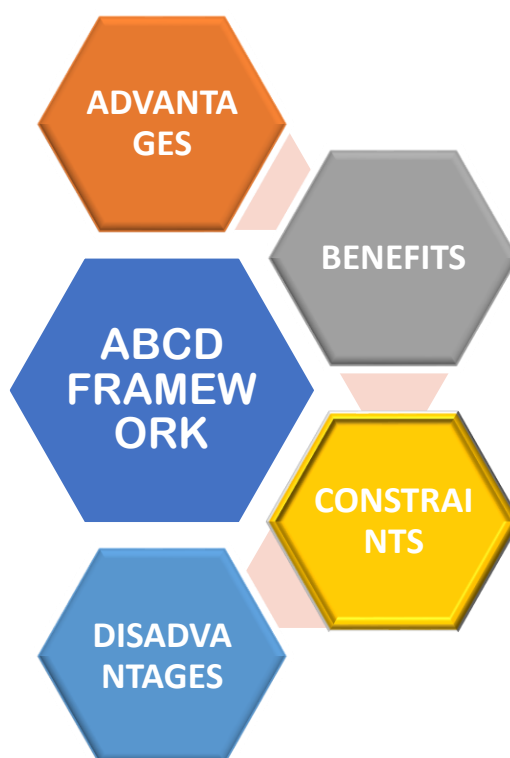 ADVANTA
GES
BENEFITS
ABCD
FRAMEW
ORK
CONSTRAI
NTS
DISADVA
NTAGES